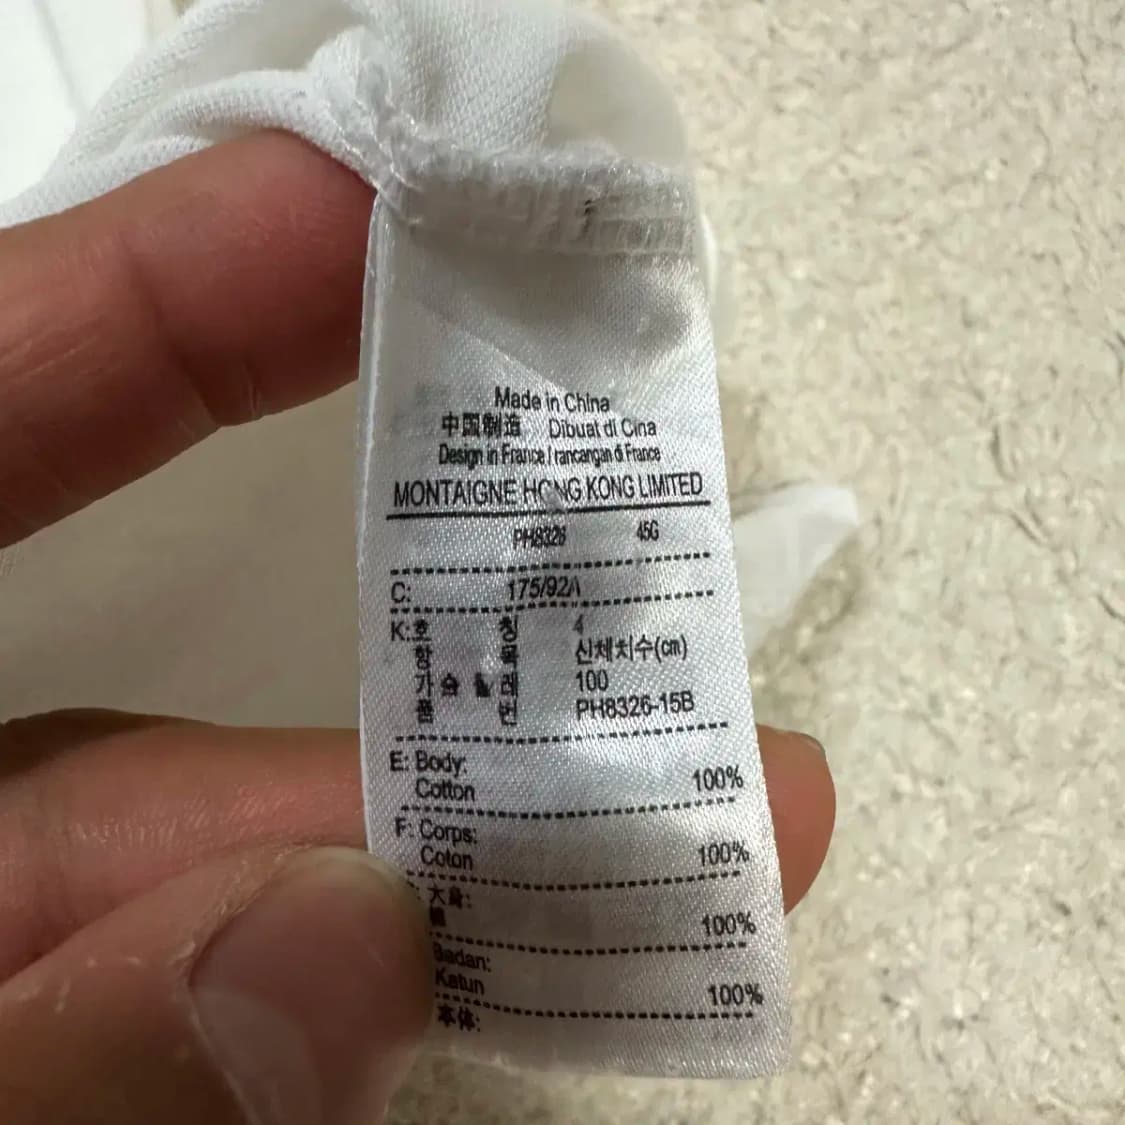 Made in China
中国制造 Dibuat di Cina
Design in France / rancangan di France
MONTAIGNE HONG KONG LIMITED
PH8326 45G
C: 175/92A
K: 호 칭 4
항 목 신체치수(cm)
가슴 둘레 100
품 번 PH8326-15B
E: Body:
Cotton 100%
F: Corps:
Coton 100%
大身:
100%
Badan:
Katun 100%
本体: